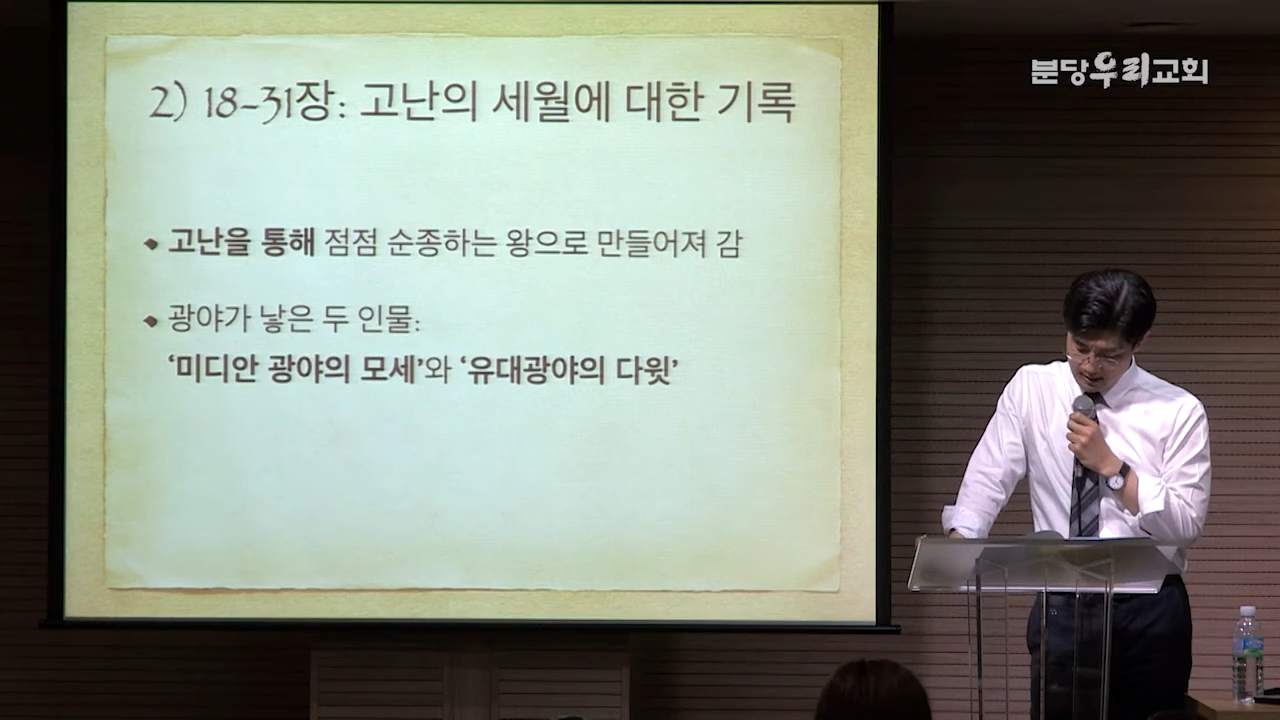 분당우리교회
2) 18-31장: 고난의 세월에 대한 기록
고난을 통해 점점 순종하는 왕으로 만들어져 감
광야가 낳은 두 인물:
‘미디안 광야의 모세’와 ‘유대광야의 다윗’